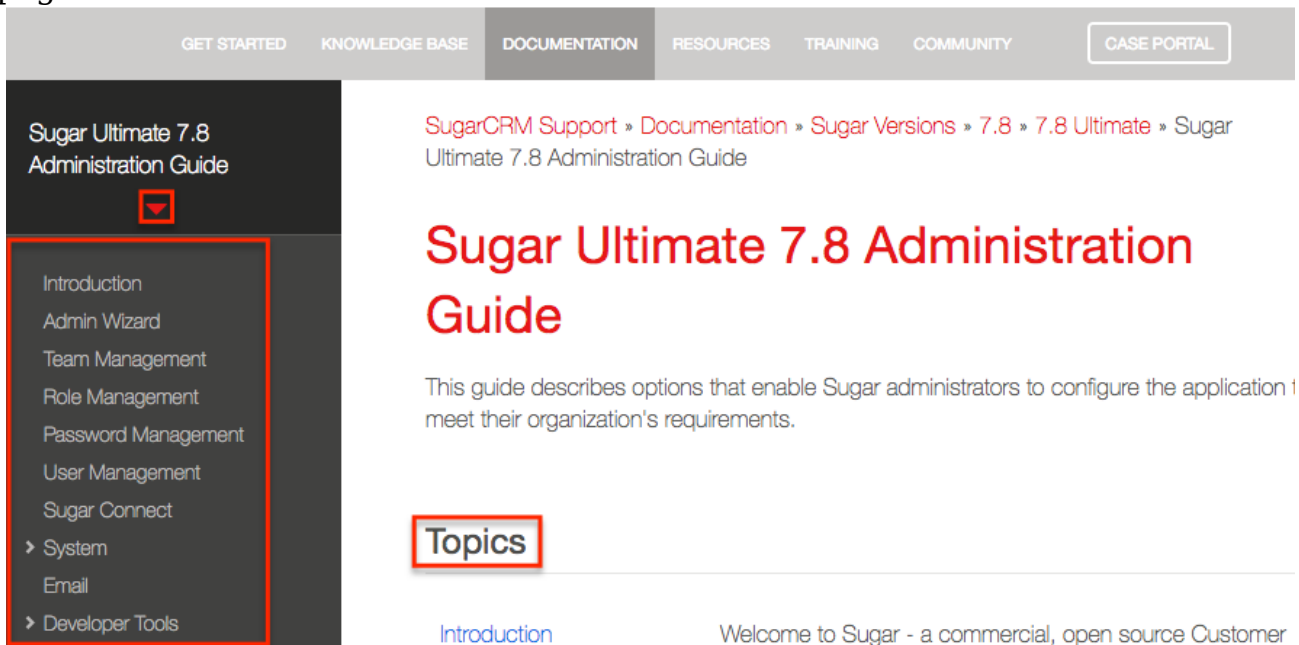 GET STARTED KNOWLEDGE BASE DOCUMENTATION RESOURCES TRAINING COMMUNITY CASE PORTAL
Sugar Ultimate 7.8
Administration Guide
Introduction
Admin Wizard
Team Management
Role Management
Password Management
User Management
Sugar Connect
> System
Email
> Developer Tools
SugarCRM Support » Documentation » Sugar Versions » 7.8 » 7.8 Ultimate » Sugar
Ultimate 7.8 Administration Guide
Sugar Ultimate 7.8 Administration
Guide
This guide describes options that enable Sugar administrators to configure the application t
meet their organization's requirements.
Topics
Introduction Welcome to Sugar - a commercial, open source Customer